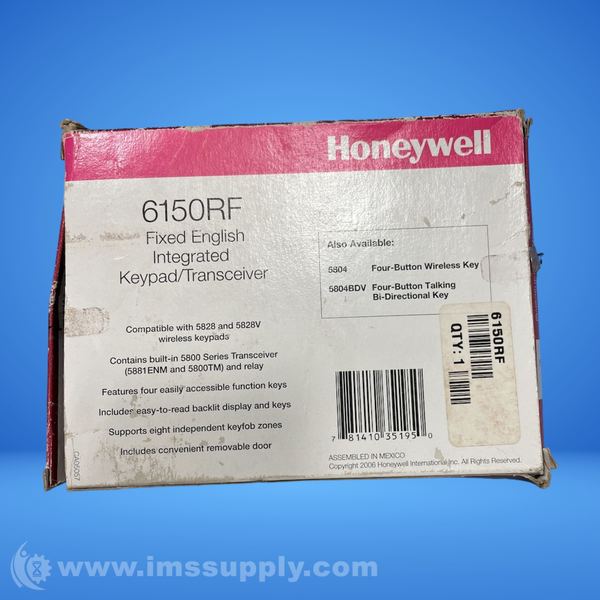 Honeywell
6150RF
Fixed English
Integrated
Keypad/Transceiver
Compatible with 5828 and 5828V
wireless keypads
Contains built-in 5800 Series Transceiver
(5881ENM and 5800TM) and relay
Features four easily accessible function keys
Includes easy-to-read backlit display and keys
Supports eight independent keyfob zones
Includes convenient removable door
CA05057
Also Available:
5804 Four-Button Wireless Key
5804BDV Four-Button Talking
Bi-Directional Key
6150RF
QTY: 1
7 81410 35195 0
ASSEMBLED IN MEXICO
Copyright 2006 Honeywell International Inc. All Rights Reserved.
www.imssupply.com